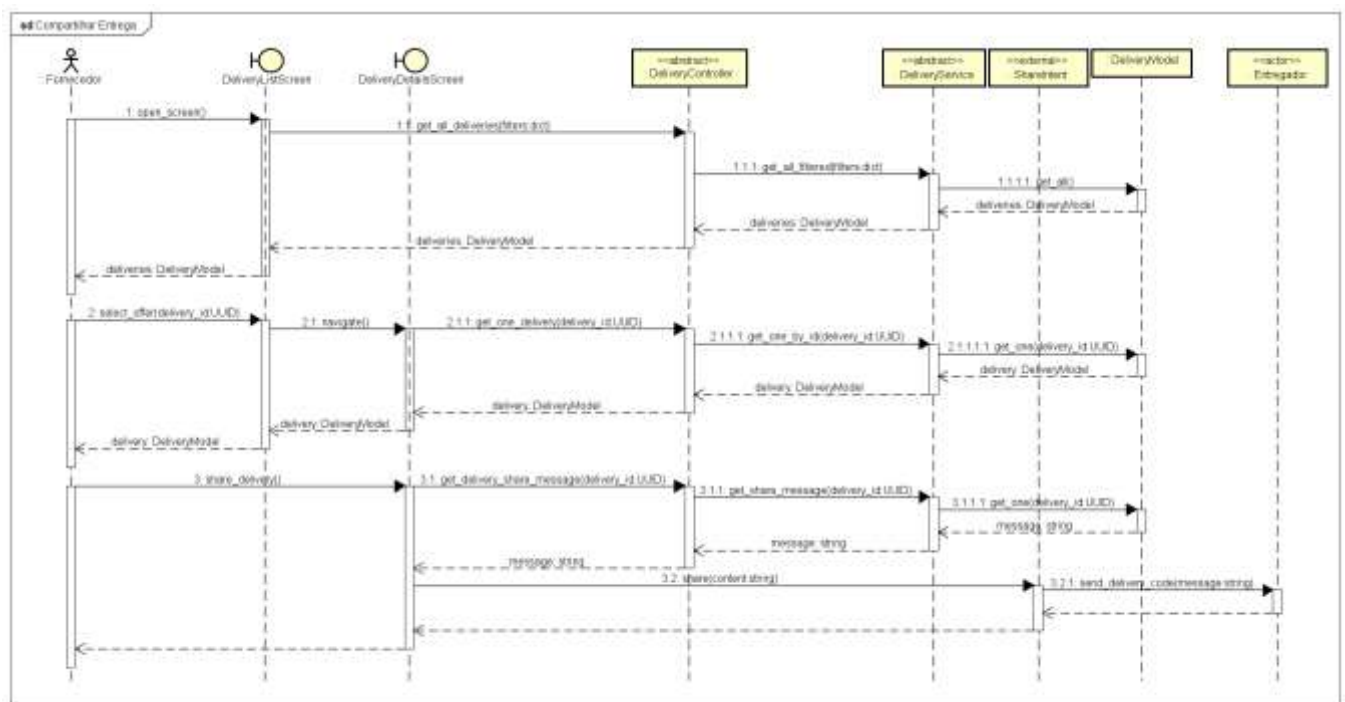 sd Compartilhar Entrega
: Fornecedor
DeliveryListScreen
DeliveryDetailsScreen
<<abstract>>
DeliveryController
<<abstract>>
DeliveryService
<<external>>
ShareIntent
DeliveryModel
<<actor>>
Entregador
1: open_screen()
1.1: get_all_deliveries(filters:dict)
1.1.1: get_all_filtered(filters:dict)
1.1.1.1: get_all()
deliveries: DeliveryModel
deliveries: DeliveryModel
deliveries: DeliveryModel
deliveries: DeliveryModel
2: select_offer(delivery_id:UUID)
2.1: navigate()
2.1.1: get_one_delivery(delivery_id:UUID)
2.1.1.1: get_one_by_id(delivery_id:UUID)
2.1.1.1.1: get_one(delivery_id:UUID)
delivery: DeliveryModel
delivery: DeliveryModel
delivery: DeliveryModel
delivery: DeliveryModel
delivery: DeliveryModel
3: share_delivery()
3.1: get_delivery_share_message(delivery_id:UUID)
3.1.1: get_share_message(delivery_id:UUID)
3.1.1.1: get_one(delivery_id:UUID)
message: string
message: string
message: string
3.2: share(content:string)
3.2.1: send_delivery_code(message:string)